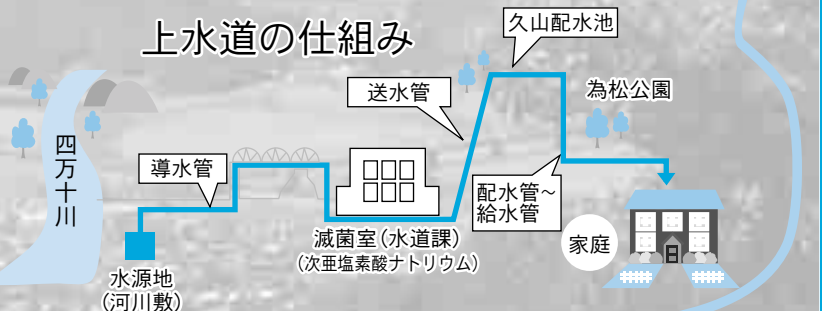 上水道の仕組み
久山配水池
送水管
為松公園
四万十川
導水管
配水管~
給水管
滅菌室(水道課)
(次亜塩素酸ナトリウム)
家庭
水源地
(河川敷)